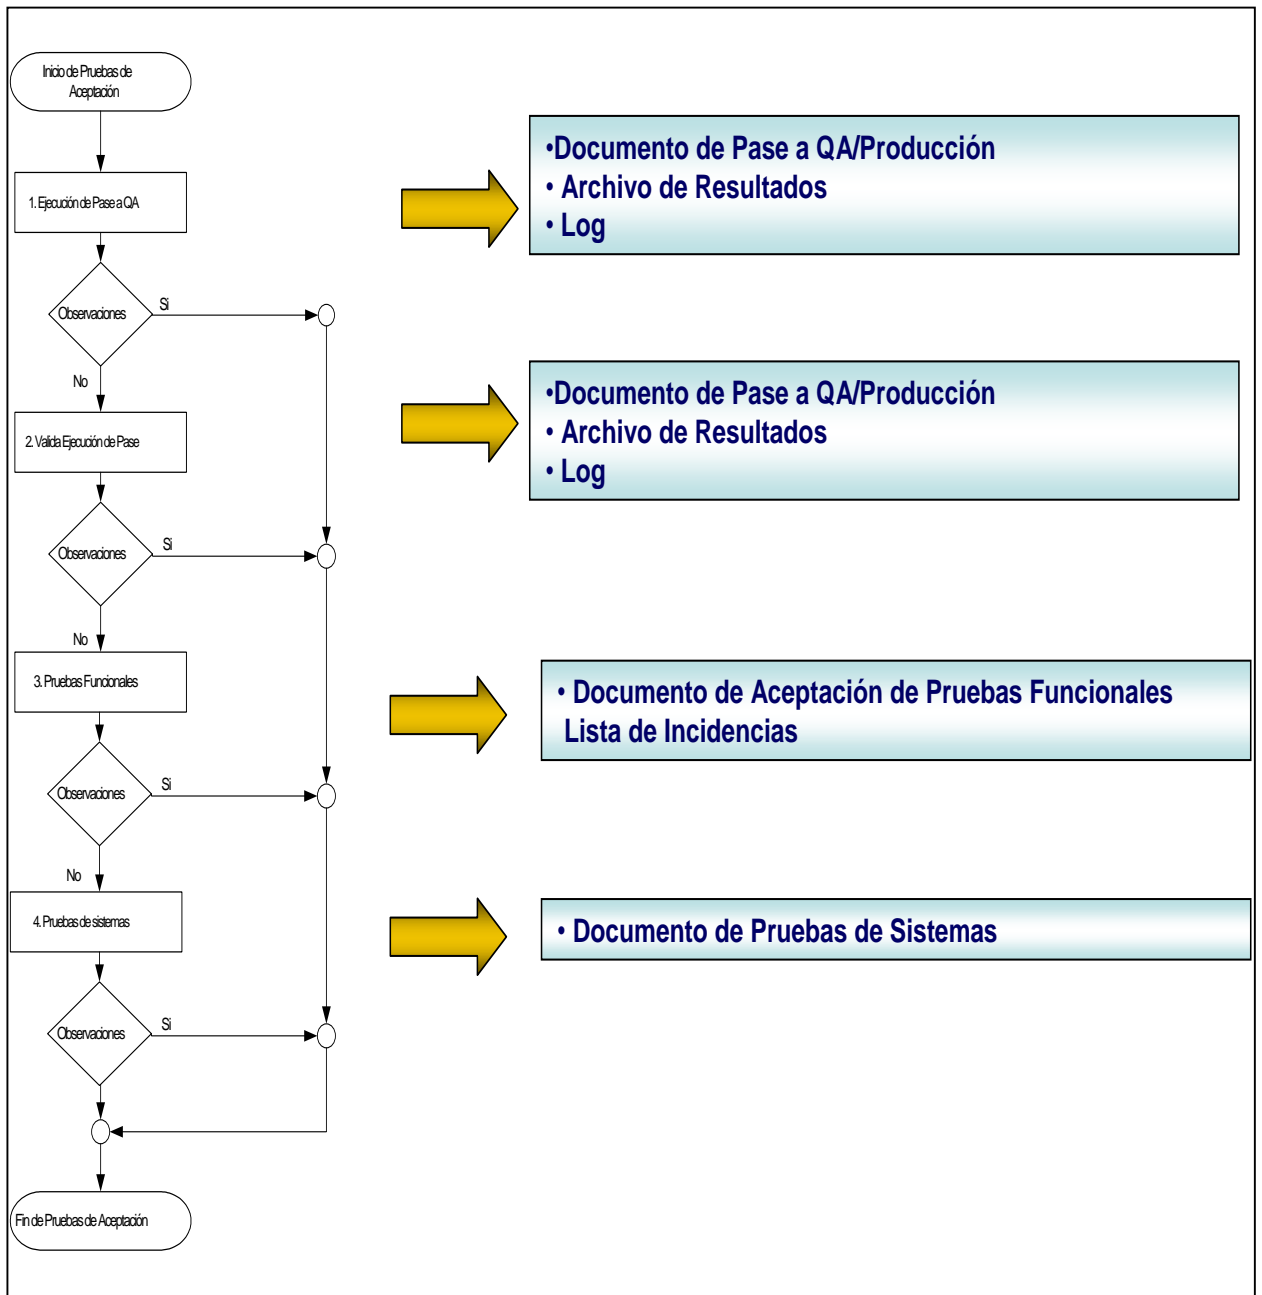 Inicio de Pruebas de
Aceptación
1. Ejecución de Pase a QA
Observaciones
Si
No
2. Valida Ejecución de Pase
Observaciones
Si
No
3. Pruebas Funcionales
Observaciones
Si
No
4. Pruebas de sistemas
Observaciones
Si
Fin de Pruebas de Aceptación
•Documento de Pase a QA/Producción
• Archivo de Resultados
• Log
•Documento de Pase a QA/Producción
• Archivo de Resultados
• Log
• Documento de Aceptación de Pruebas Funcionales
Lista de Incidencias
• Documento de Pruebas de Sistemas